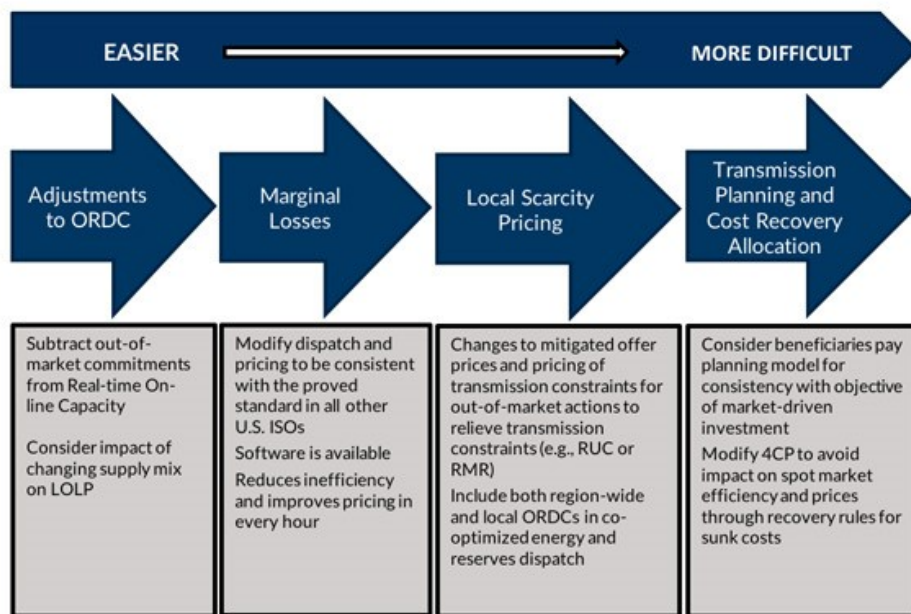 EASIER
MORE DIFFICULT
Adjustments
to ORDC
Marginal
Losses
Local Scarcity
Pricing
Transmission
Planning and
Cost Recovery
Allocation
Subtract out-of-
market commitments
from Real-time On-
line Capacity
Consider impact of
changing supply mix
on LOLP
Modify dispatch and
pricing to be consistent
with the proved
standard in all other
U.S. ISOs
Software is available
Reduces inefficiency
and improves pricing in
every hour
Changes to mitigated offer
prices and pricing of
transmission constraints for
out-of-market actions to
relieve transmission
constraints (e.g., RUC or
RMR)
Include both region-wide
and local ORDCs in co-
optimized energy and
reserves dispatch
Consider beneficiaries pay
planning model for
consistency with objective
of market-driven
investment
Modify 4CP to avoid
impact on spot market
efficiency and prices
through recovery rules for
sunk costs